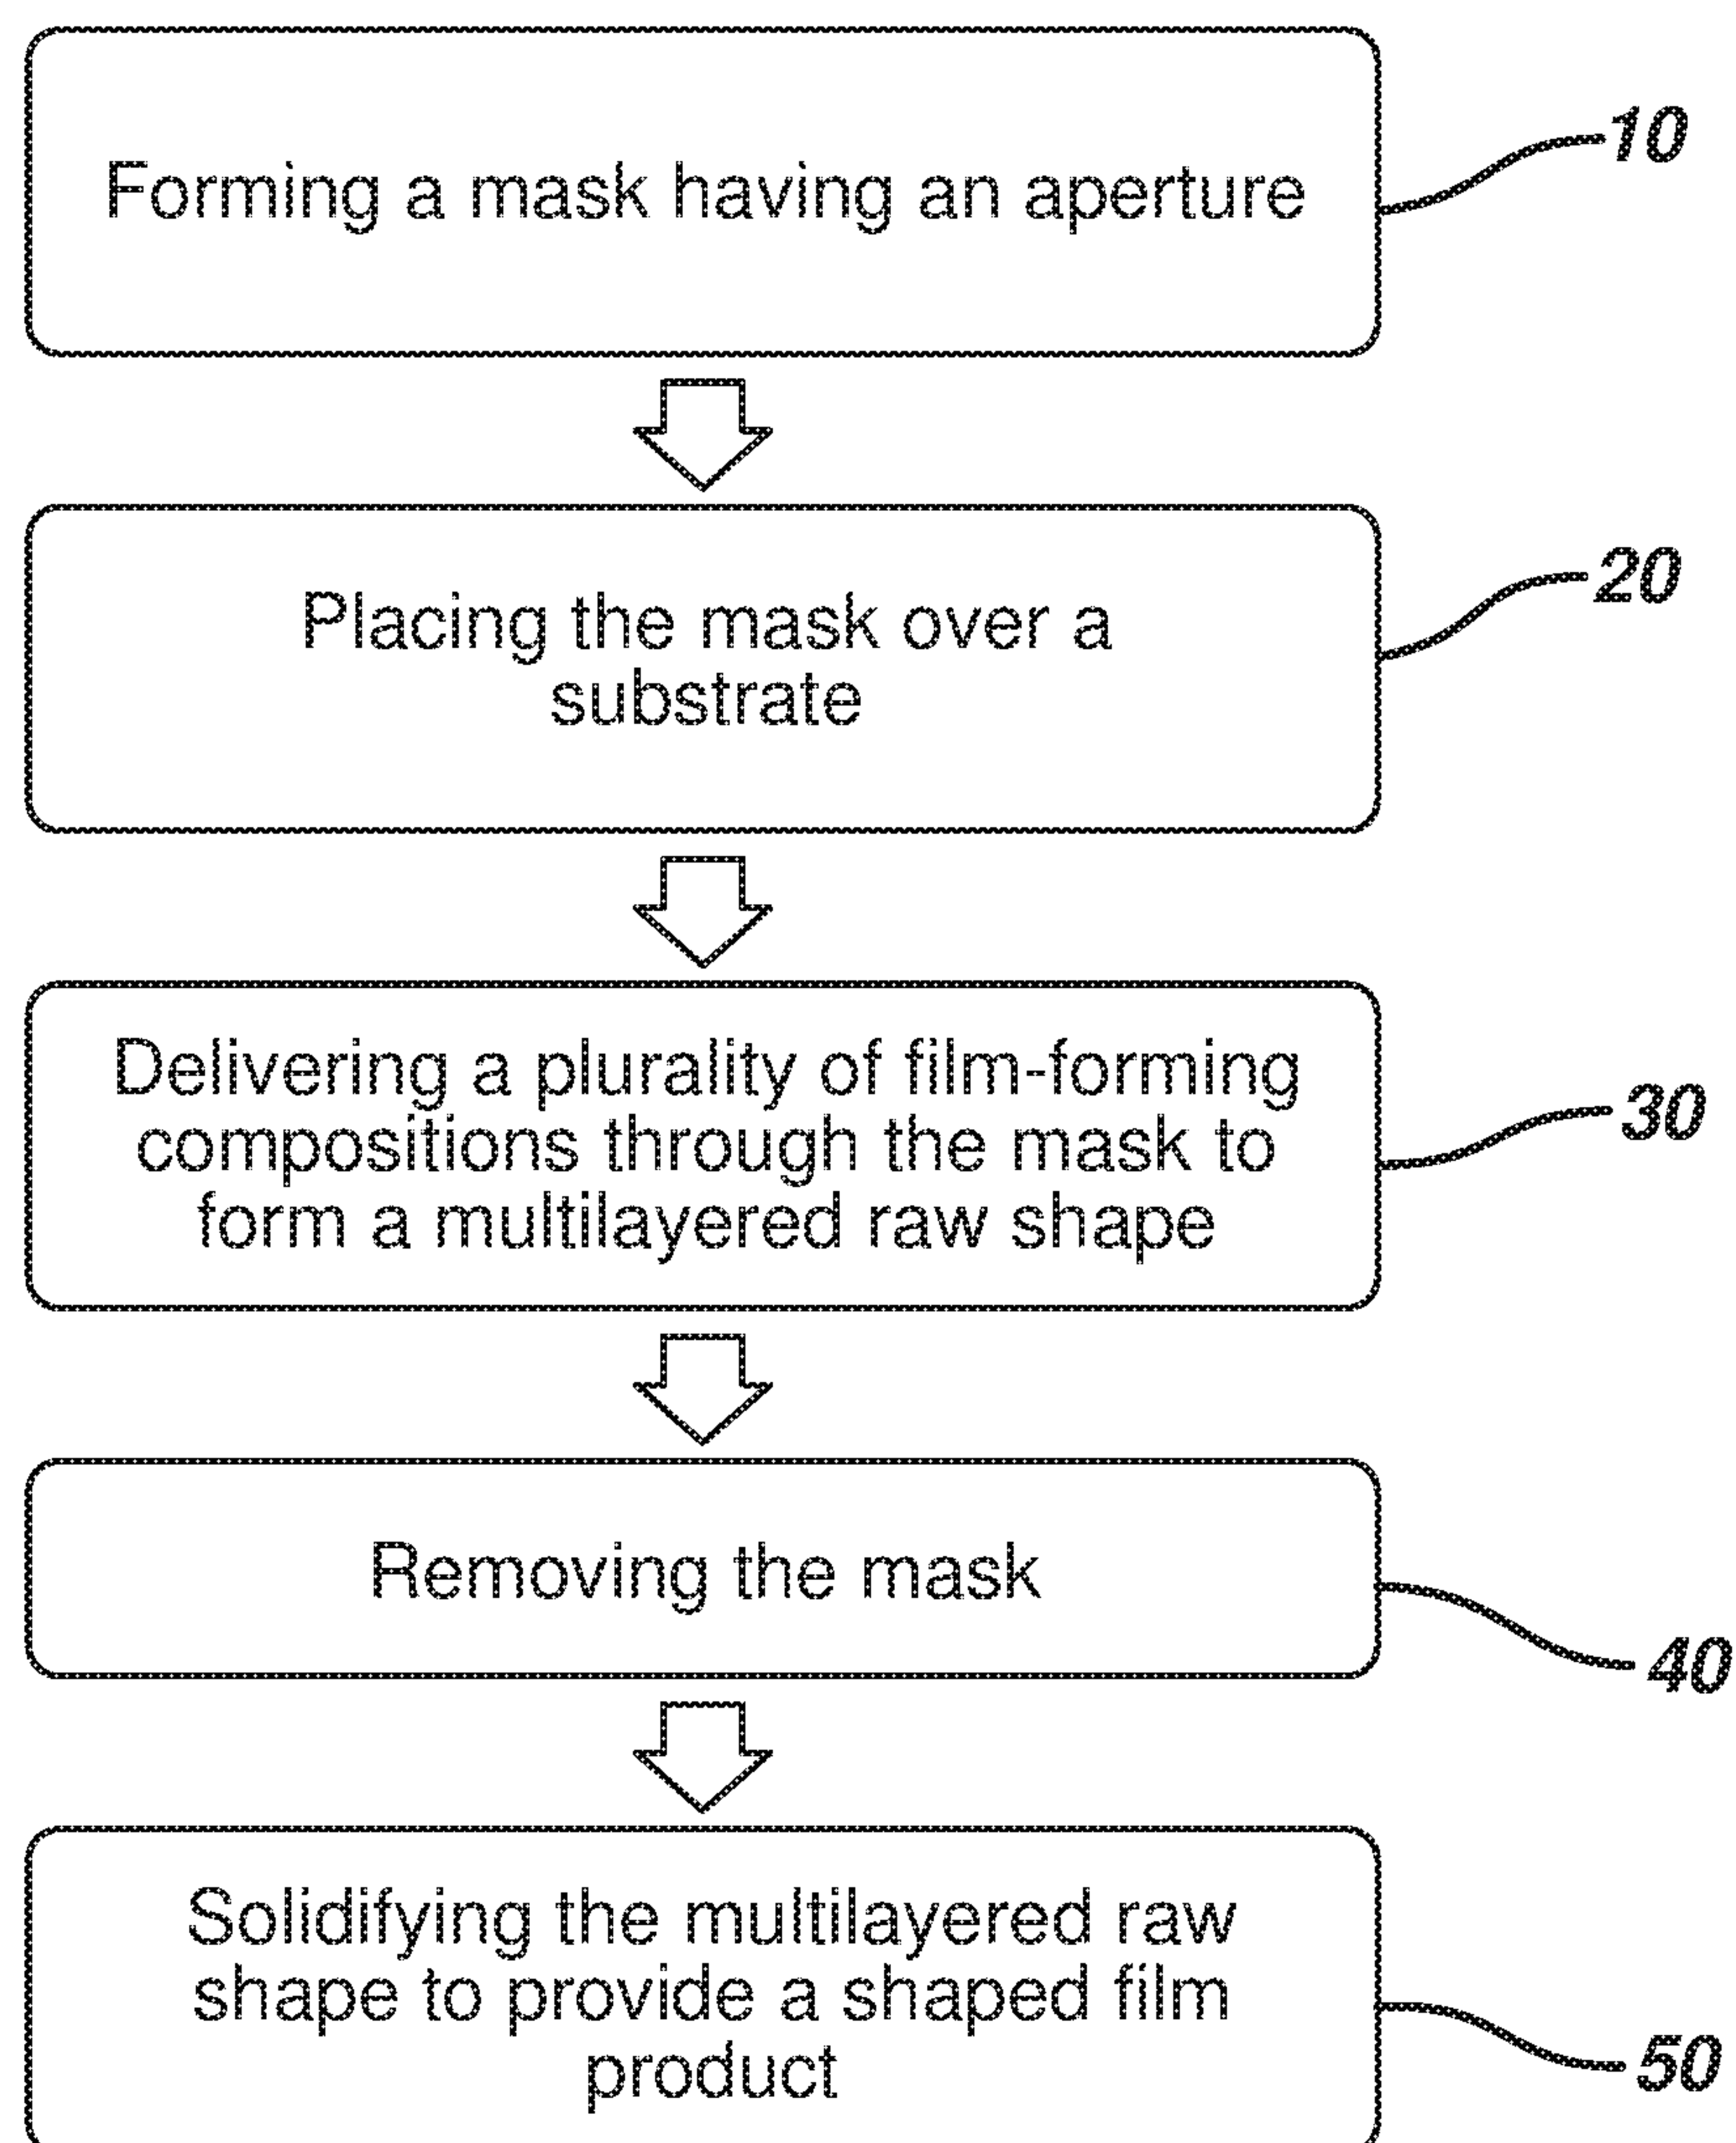 Forming a mask having an aperture
10
Placing the mask over a
substrate
20
Delivering a plurality of film-forming
compositions through the mask to
form a multilayered raw shape
30
Removing the mask
40
Solidifying the multilayered raw
shape to provide a shaped film
product
50